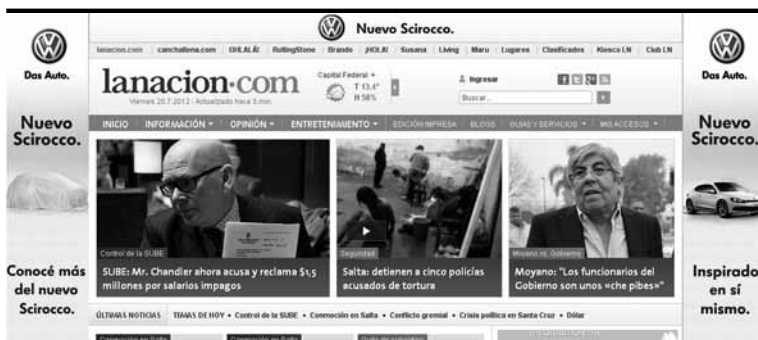 Nuevo Scirocco.
Das Auto.
Nuevo
Scirocco.
Conocé más
del nuevo
Scirocco.
lanacion.com canchallena.com OHLALÁ! RollingStone Brando ¡HOLA! Susana Living Maru Lugares Clasificados Kiosco LN Club LN
lanacion.com
Viernes 20.7.2012 - Actualizado hace 5 min.
Capital Federal
T 13.4°
H 58%
Ingresar
Buscar...
INICIO INFORMACIÓN OPINIÓN ENTRETENIMIENTO EDICIÓN IMPRESA BLOGS GUÍAS Y SERVICIOS MIS ACCESOS
Control de la SUBE
SUBE: Mr. Chandler ahora acusa y reclama $1,5
millones por salarios impagos
Seguridad
Salta: detienen a cinco policías
acusados de tortura
Moyano vs. Gobierno
Moyano: "Los funcionarios del
Gobierno son unos «che pibes»"
ÚLTIMAS NOTICIAS TEMAS DE HOY • Control de la SUBE • Conmoción en Salta • Conflicto gremial • Crisis política en Santa Cruz • Dólar
Das Auto.
Nuevo
Scirocco.
Inspirado
en sí
mismo.